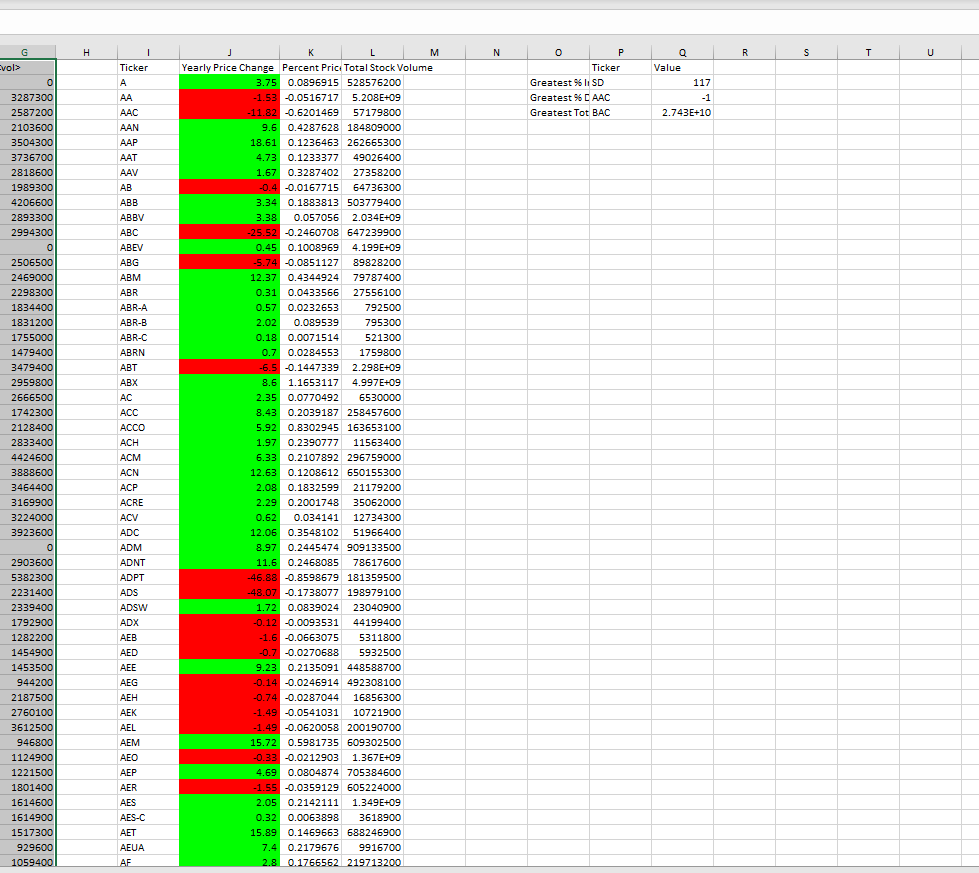 G H I J K L M N O P Q R S T U
<vol> Ticker Yearly Price Change Percent Pric Total Stock Volume Ticker Value
0 A 3.75 0.0896915 528576200 Greatest % I SD 117
3287300 AA -1.53 -0.0516717 5.208E+09 Greatest % D AAC -1
2587200 AAC -11.82 -0.6201469 57179800 Greatest Tot BAC 2.743E+10
2103600 AAN 9.6 0.4287628 184809000
3504300 AAP 18.61 0.1236463 262665300
3736700 AAT 4.73 0.1233377 49026400
2818600 AAV 1.67 0.3287402 27358200
1989300 AB -0.4 -0.0167715 64736300
4206600 ABB 3.34 0.1883813 503779400
2893300 ABBV 3.38 0.057056 2.034E+09
2994300 ABC -25.52 -0.2460708 647239900
0 ABEV 0.45 0.1008969 4.199E+09
2506500 ABG -5.74 -0.0851127 89828200
2469000 ABM 12.37 0.4344924 79787400
2298300 ABR 0.31 0.0433566 27556100
1834400 ABR-A 0.57 0.0232653 792500
1831200 ABR-B 2.02 0.089539 795300
1755000 ABR-C 0.18 0.0071514 521300
1479400 ABRN 0.7 0.0284553 1759800
3479400 ABT -6.5 -0.1447339 2.298E+09
2959800 ABX 8.6 1.1653117 4.997E+09
2666500 AC 2.35 0.0770492 6530000
1742300 ACC 8.43 0.2039187 258457600
2128400 ACCO 5.92 0.8302945 163653100
2833400 ACH 1.97 0.2390777 11563400
4424600 ACM 6.33 0.2107892 296759000
3888600 ACN 12.63 0.1208612 650155300
3464400 ACP 2.08 0.1832599 21179200
3169900 ACRE 2.29 0.2001748 35062000
3224000 ACV 0.62 0.034141 12734300
3923600 ADC 12.06 0.3548102 51966400
0 ADM 8.97 0.2445474 909133500
2903600 ADNT 11.6 0.2468085 78617600
5382300 ADPT -46.88 -0.8598679 181359500
2231400 ADS -48.07 -0.1738077 198979100
2339400 ADSW 1.72 0.0839024 23040900
1792900 ADX -0.12 -0.0093531 44199400
1282200 AEB -1.6 -0.0663075 5311800
1454900 AED -0.7 -0.0270688 5932500
1453500 AEE 9.23 0.2135091 448588700
944200 AEG -0.14 -0.0246914 492308100
2187500 AEH -0.74 -0.0287044 16856300
2760100 AEK -1.49 -0.0541031 10721900
3612500 AEL -1.49 -0.0620058 200190700
946800 AEM 15.72 0.5981735 609302500
1124900 AEO -0.33 -0.0212903 1.367E+09
1221500 AEP 4.69 0.0804874 705384600
1801400 AER -1.55 -0.0359129 605224000
1614600 AES 2.05 0.2142111 1.349E+09
1614900 AES-C 0.32 0.0063898 3618900
1517300 AET 15.89 0.1469663 688246900
929600 AEUA 7.4 0.2179676 9916700
1059400 AF 2.8 0.1766562 219713200